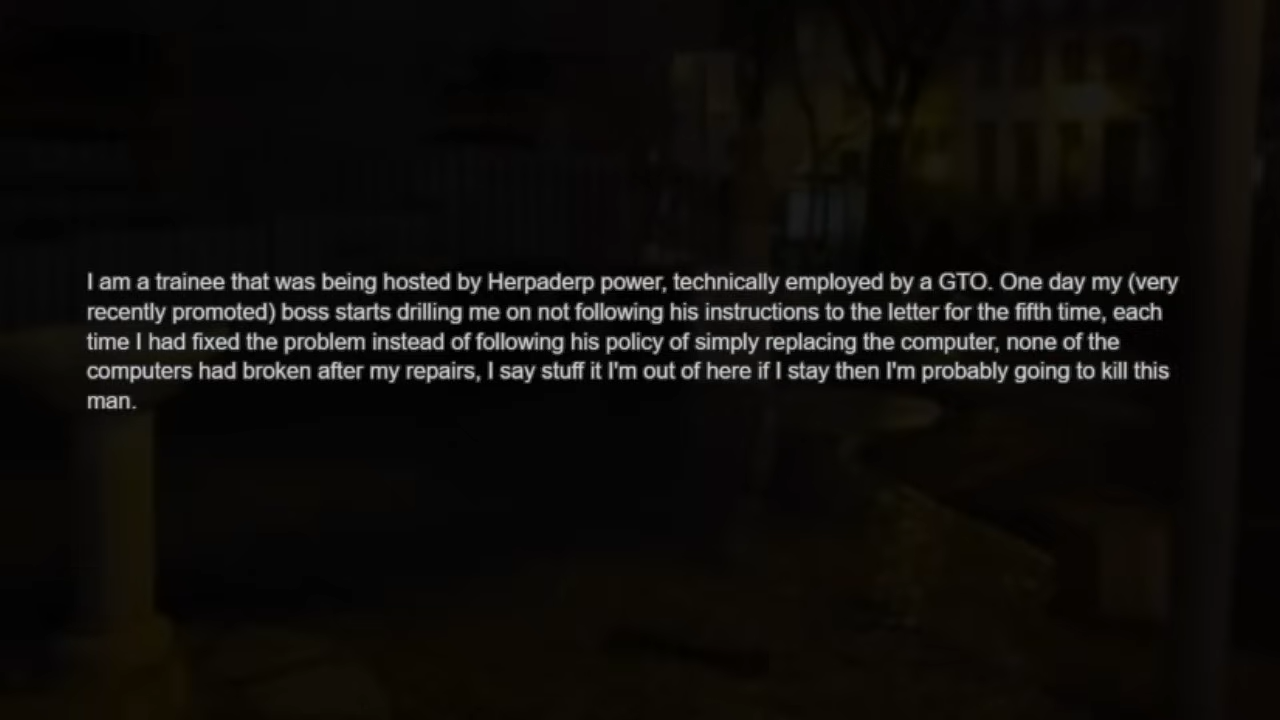 I am a trainee that was being hosted by Herpaderp power, technically employed by a GTO. One day my (very
recently promoted) boss starts drilling me on not following his instructions to the letter for the fifth time, each
time I had fixed the problem instead of following his policy of simply replacing the computer, none of the
computers had broken after my repairs, I say stuff it I'm out of here if I stay then I'm probably going to kill this
man.